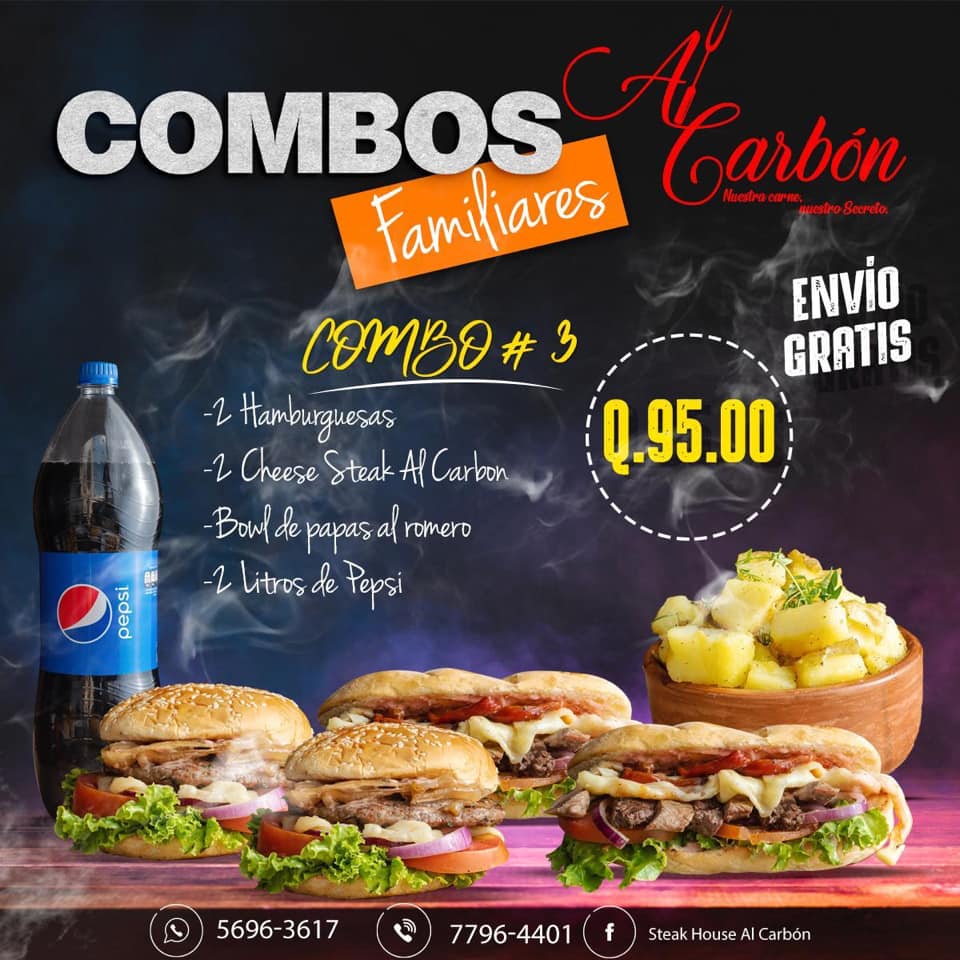 COMBOS
Familiares
Al
Carbón
Nuestra carne,
nuestro Secreto.
ENVÍO
GRATIS
COMBO # 3
-2 Hamburguesas
-2 Cheese Steak Al Carbon
-Bowl de papas al romero
-2 Litros de Pepsi
Q.95.00
pepsi
5696-3617
7796-4401
f
Steak House Al Carbón